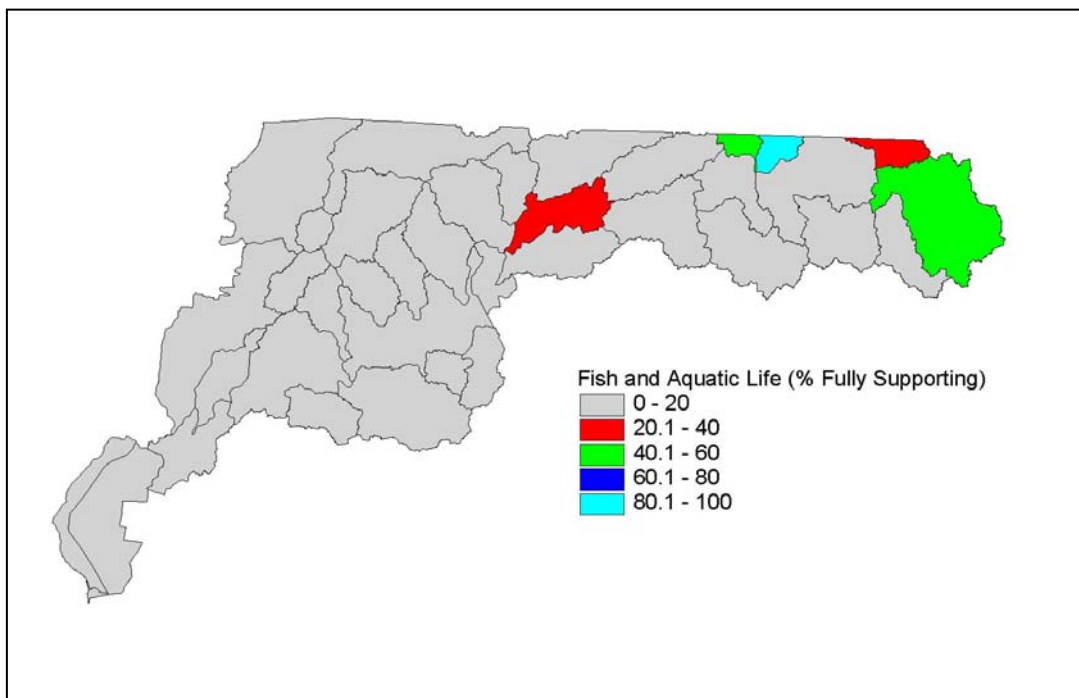 Fish and Aquatic Life (% Fully Supporting)
0 - 20
20.1 - 40
40.1 - 60
60.1 - 80
80.1 - 100